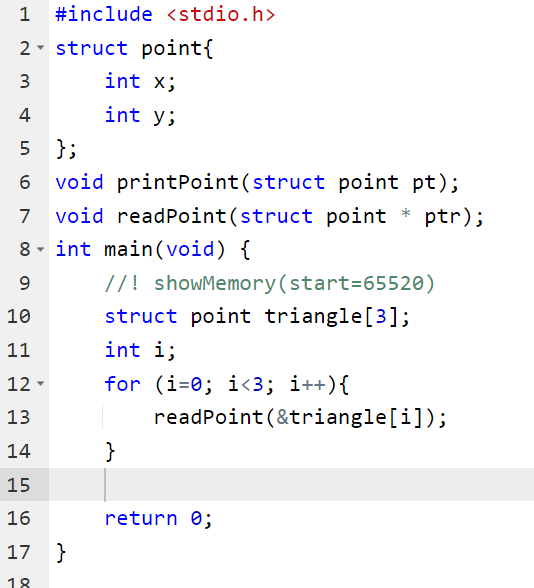 1 #include <stdio.h>
2 struct point{
3     int x;
4     int y;
5 };
6 void printPoint(struct point pt);
7 void readPoint(struct point * ptr);
8 int main(void) {
9     //! showMemory(start=65520)
10     struct point triangle[3];
11     int i;
12     for (i=0; i<3; i++){
13         readPoint(&triangle[i]);
14     }
15
16     return 0;
17 }
18